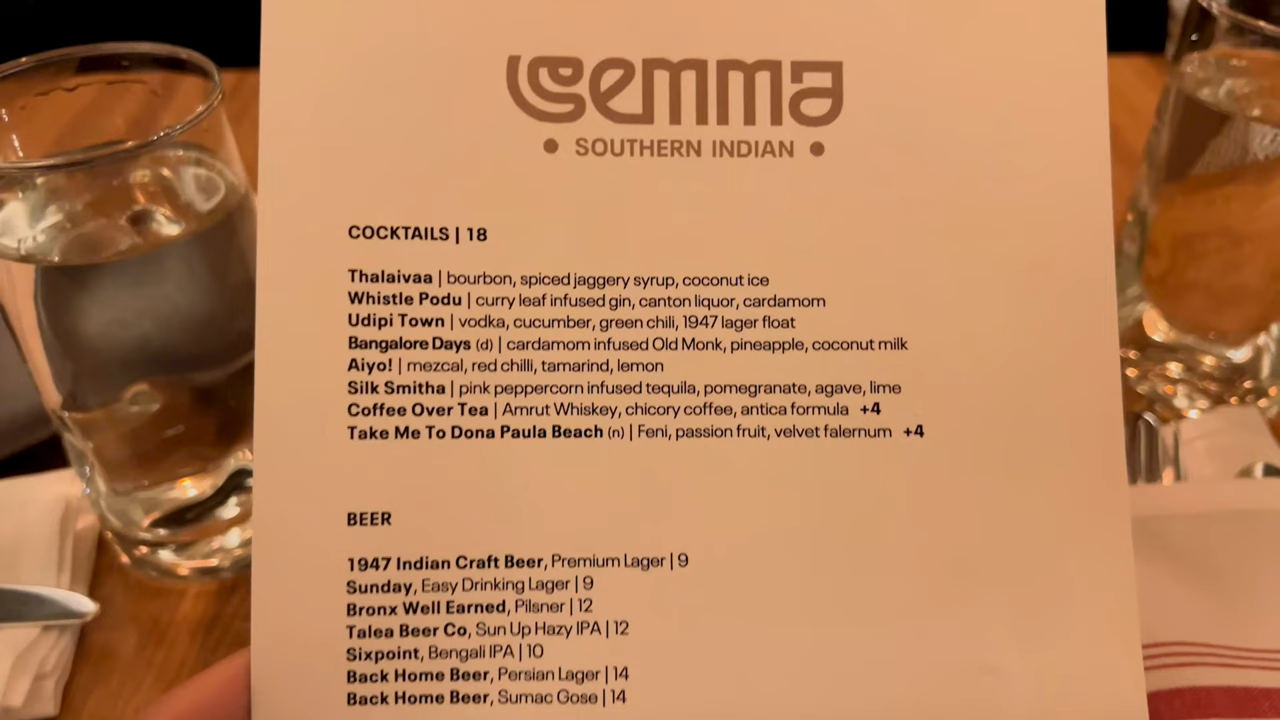 semma
• SOUTHERN INDIAN •
COCKTAILS | 18
Thalaivaa | bourbon, spiced jaggery syrup, coconut ice
Whistle Podu | curry leaf infused gin, canton liquor, cardamom
Udipi Town | vodka, cucumber, green chili, 1947 lager float
Bangalore Days (d) | cardamom infused Old Monk, pineapple, coconut milk
Aiyo! | mezcal, red chilli, tamarind, lemon
Silk Smitha | pink peppercorn infused tequila, pomegranate, agave, lime
Coffee Over Tea | Amrut Whiskey, chicory coffee, antica formula +4
Take Me To Dona Paula Beach (n) | Feni, passion fruit, velvet falernum +4
BEER
1947 Indian Craft Beer, Premium Lager | 9
Sunday, Easy Drinking Lager | 9
Bronx Well Earned, Pilsner | 12
Talea Beer Co, Sun Up Hazy IPA | 12
Sixpoint, Bengali IPA | 10
Back Home Beer, Persian Lager | 14
Back Home Beer, Sumac Gose | 14